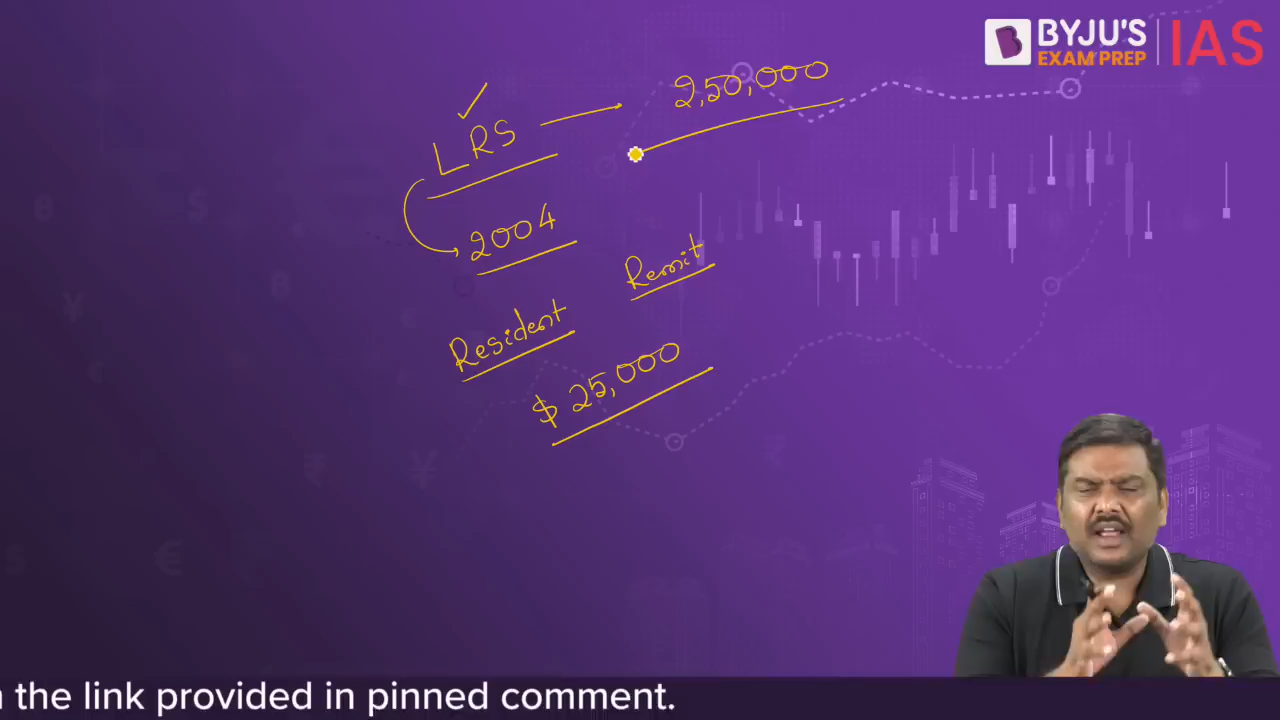 BYJU'S
EXAM PREP
IAS
LRS 2,50,000
2004
Remit
Resident
$ 25,000
the link provided in pinned comment.